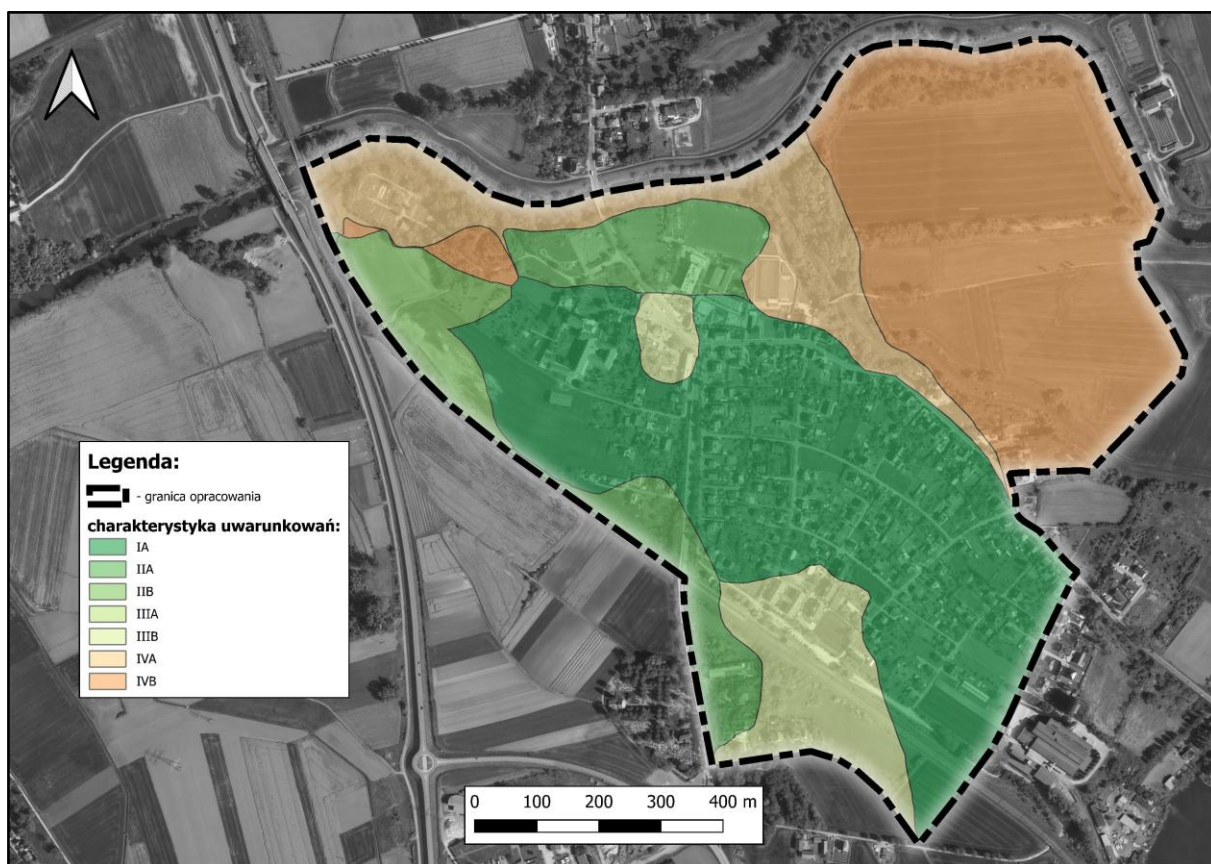 Legenda:
- granica opracowania
charakterystyka uwarunkowań:
IA
IIA
IIB
IIIA
IIIB
IVA
IVB
0 100 200 300 400 m